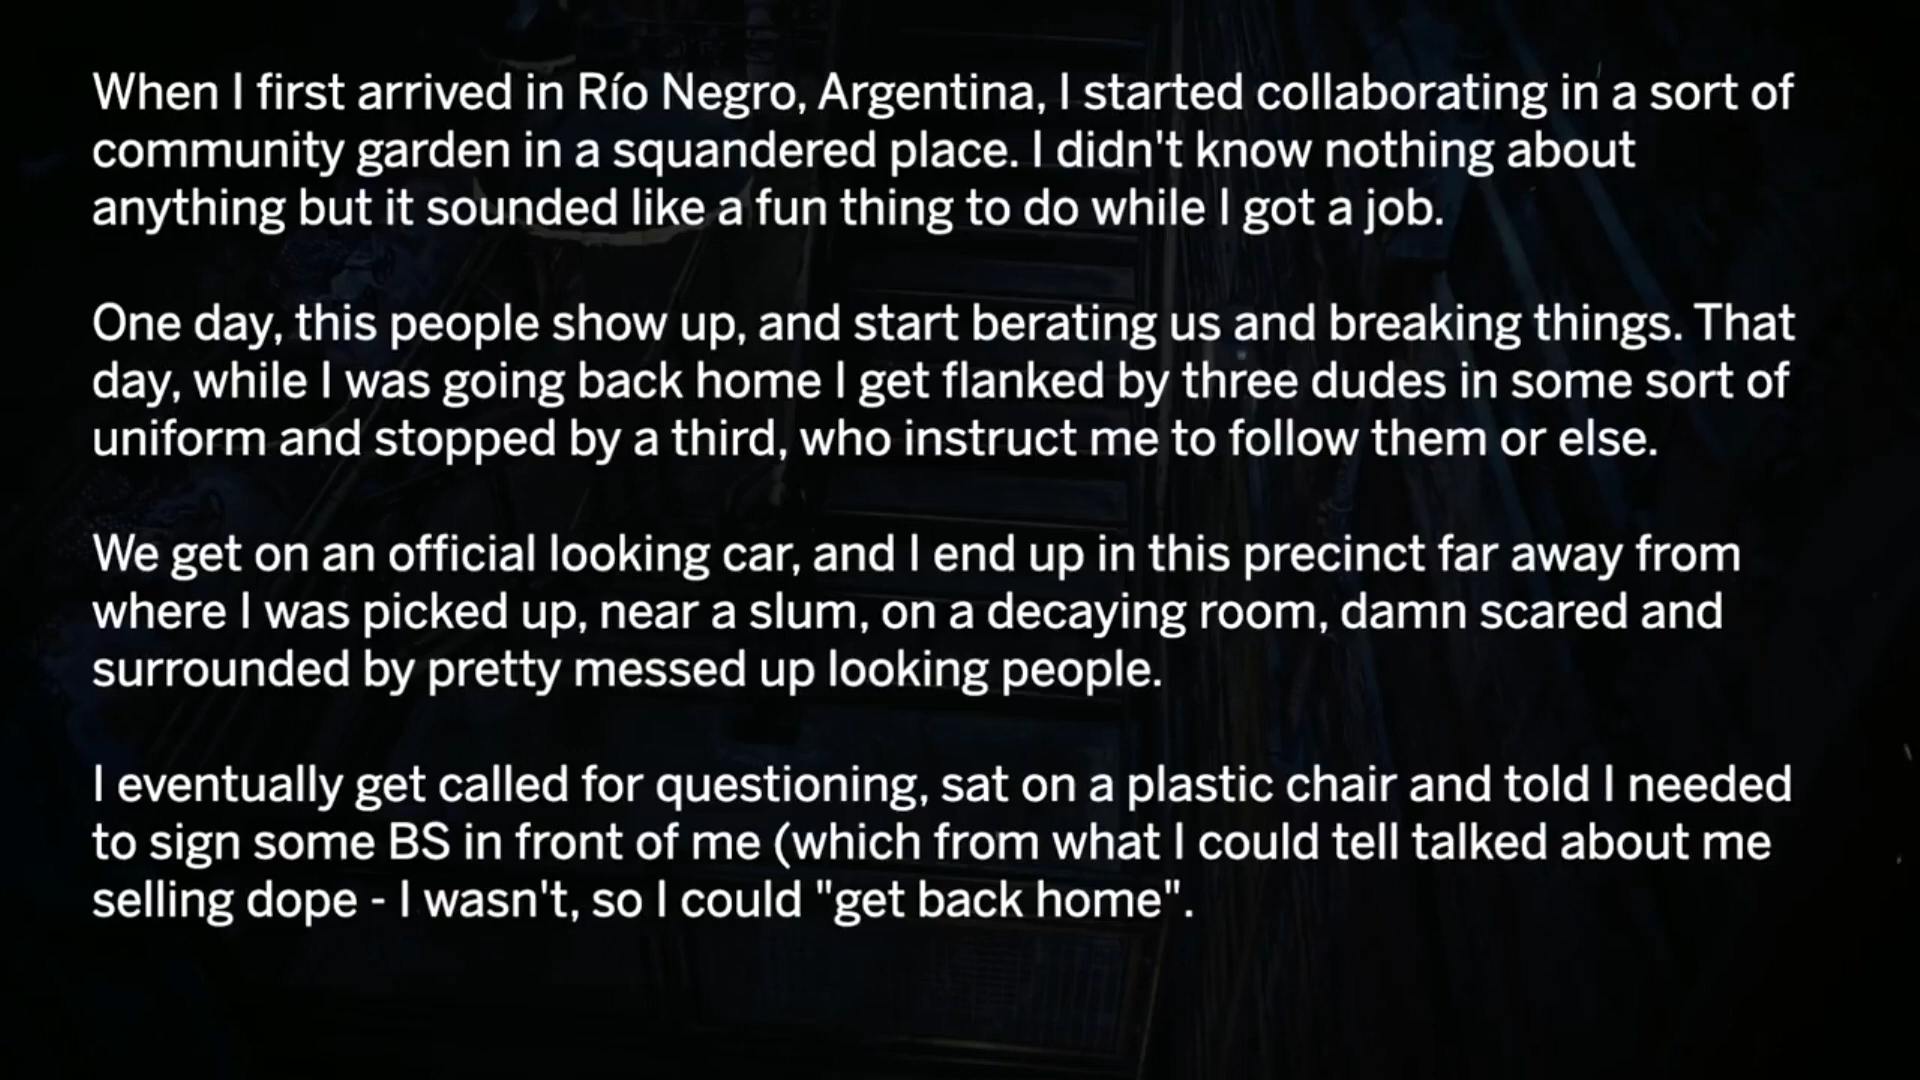 When I first arrived in Río Negro, Argentina, I started collaborating in a sort of
community garden in a squandered place. I didn't know nothing about
anything but it sounded like a fun thing to do while I got a job.
One day, this people show up, and start berating us and breaking things. That
day, while I was going back home I get flanked by three dudes in some sort of
uniform and stopped by a third, who instruct me to follow them or else.
We get on an official looking car, and I end up in this precinct far away from
where I was picked up, near a slum, on a decaying room, damn scared and
surrounded by pretty messed up looking people.
I eventually get called for questioning, sat on a plastic chair and told I needed
to sign some BS in front of me (which from what I could tell talked about me
selling dope - I wasn't, so I could "get back home".